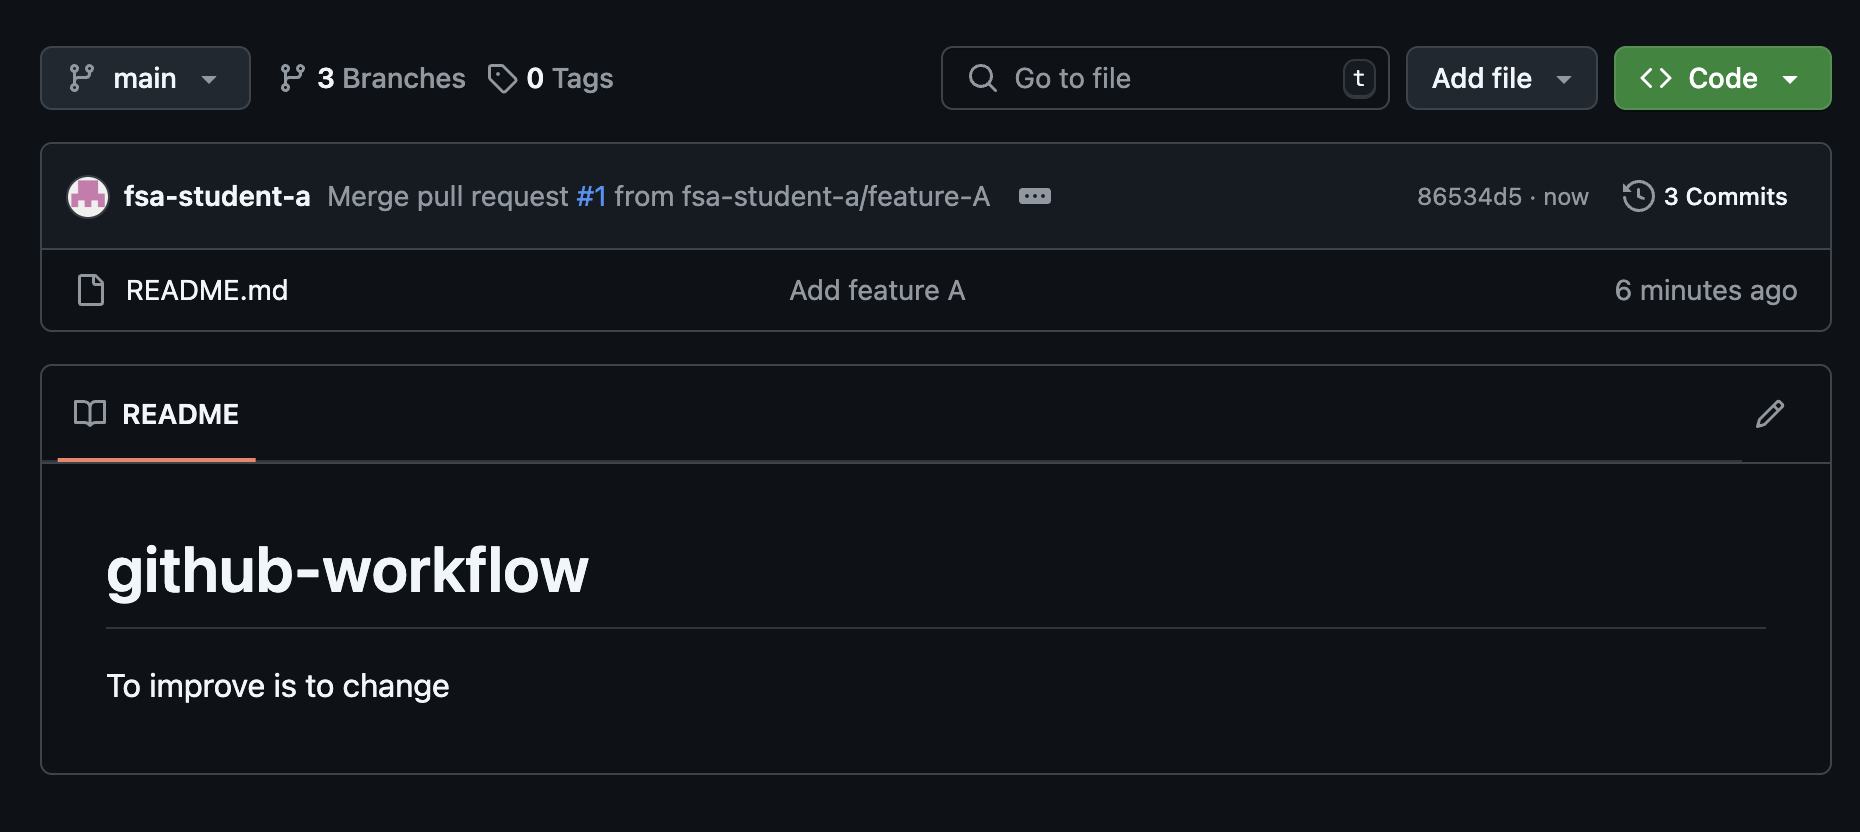 main 3 Branches 0 Tags Go to file t Add file Code
fsa-student-a Merge pull request #1 from fsa-student-a/feature-A 86534d5 · now 3 Commits
README.md Add feature A 6 minutes ago
README
github-workflow
To improve is to change